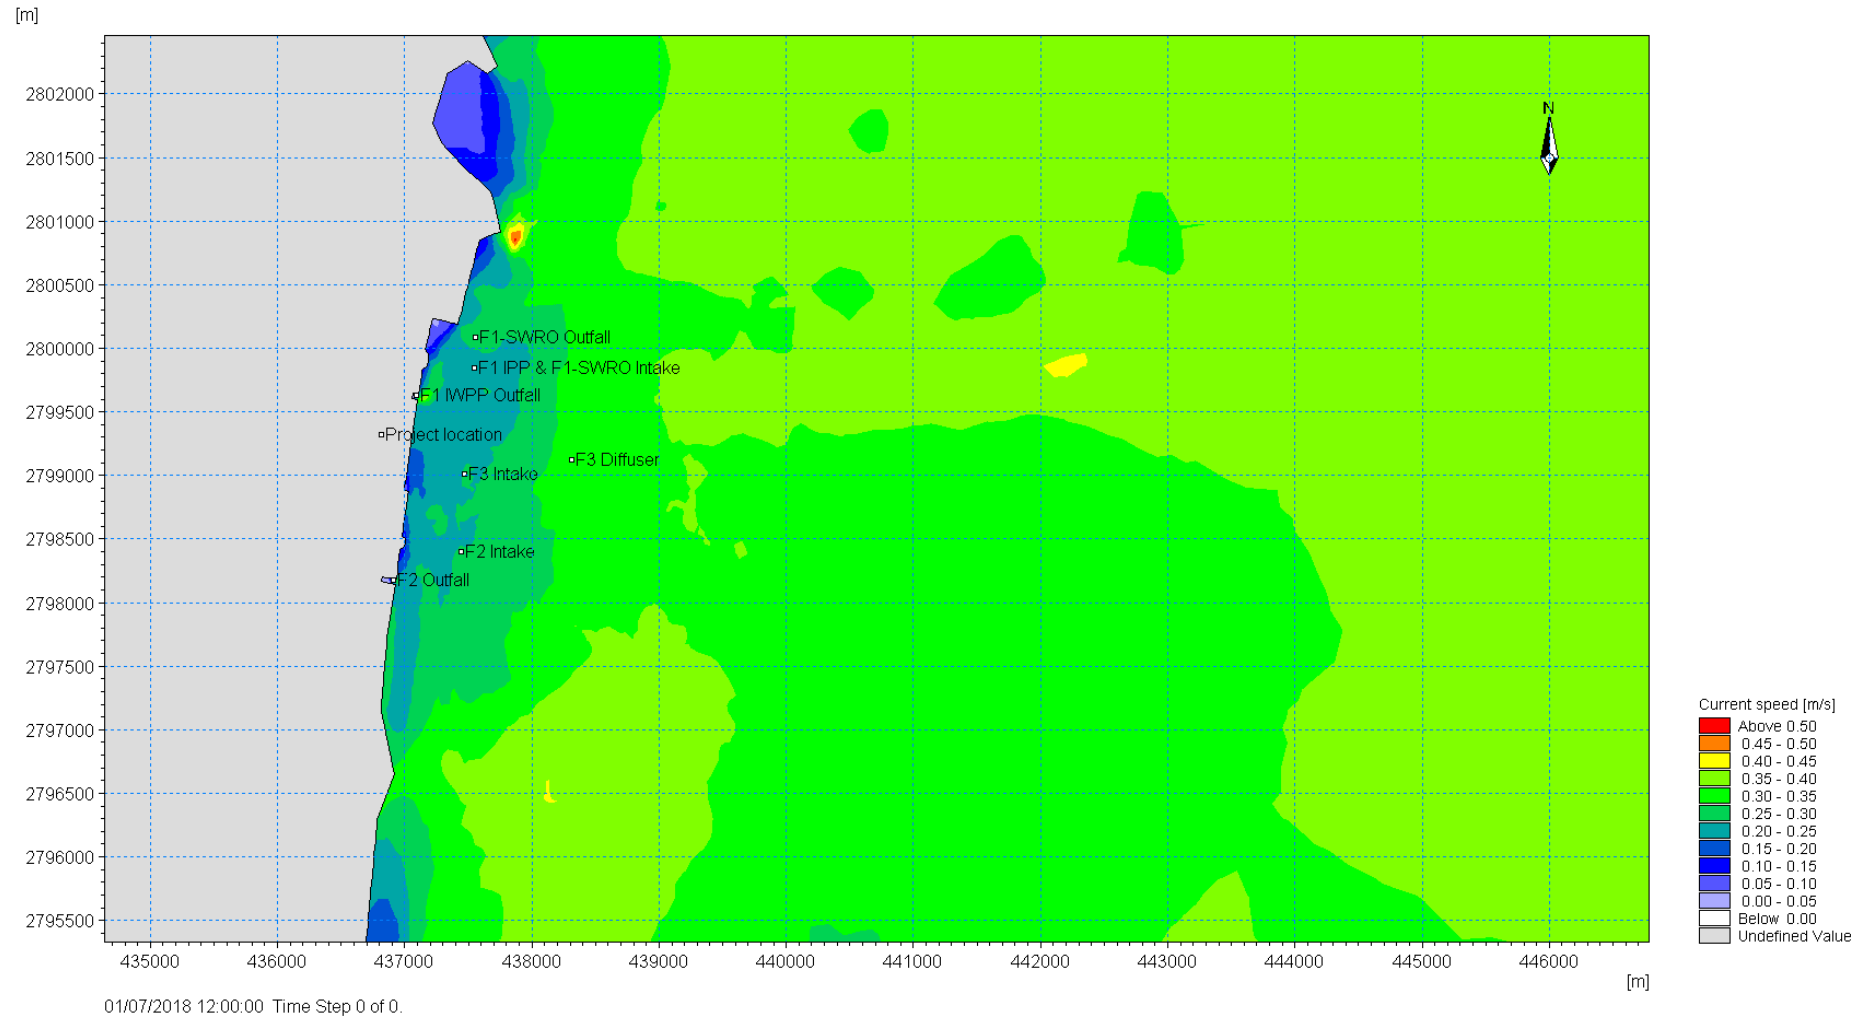 [m]
N
2802000
2801500
2801000
2800500
2800000
2799500
2799000
2798500
2798000
2797500
2797000
2796500
2796000
2795500
F1-SWRO Outfall
F1 IPP & F1-SWRO Intake
F1 IWPP Outfall
Project location
F3 Diffuser
F3 Intake
F2 Intake
F2 Outfall
Current speed [m/s]
Above 0.50
0.45 - 0.50
0.40 - 0.45
0.35 - 0.40
0.30 - 0.35
0.25 - 0.30
0.20 - 0.25
0.15 - 0.20
0.10 - 0.15
0.05 - 0.10
0.00 - 0.05
Below 0.00
Undefined Value
435000 436000 437000 438000 439000 440000 441000 442000 443000 444000 445000 446000
[m]
01/07/2018 12:00:00 Time Step 0 of 0.